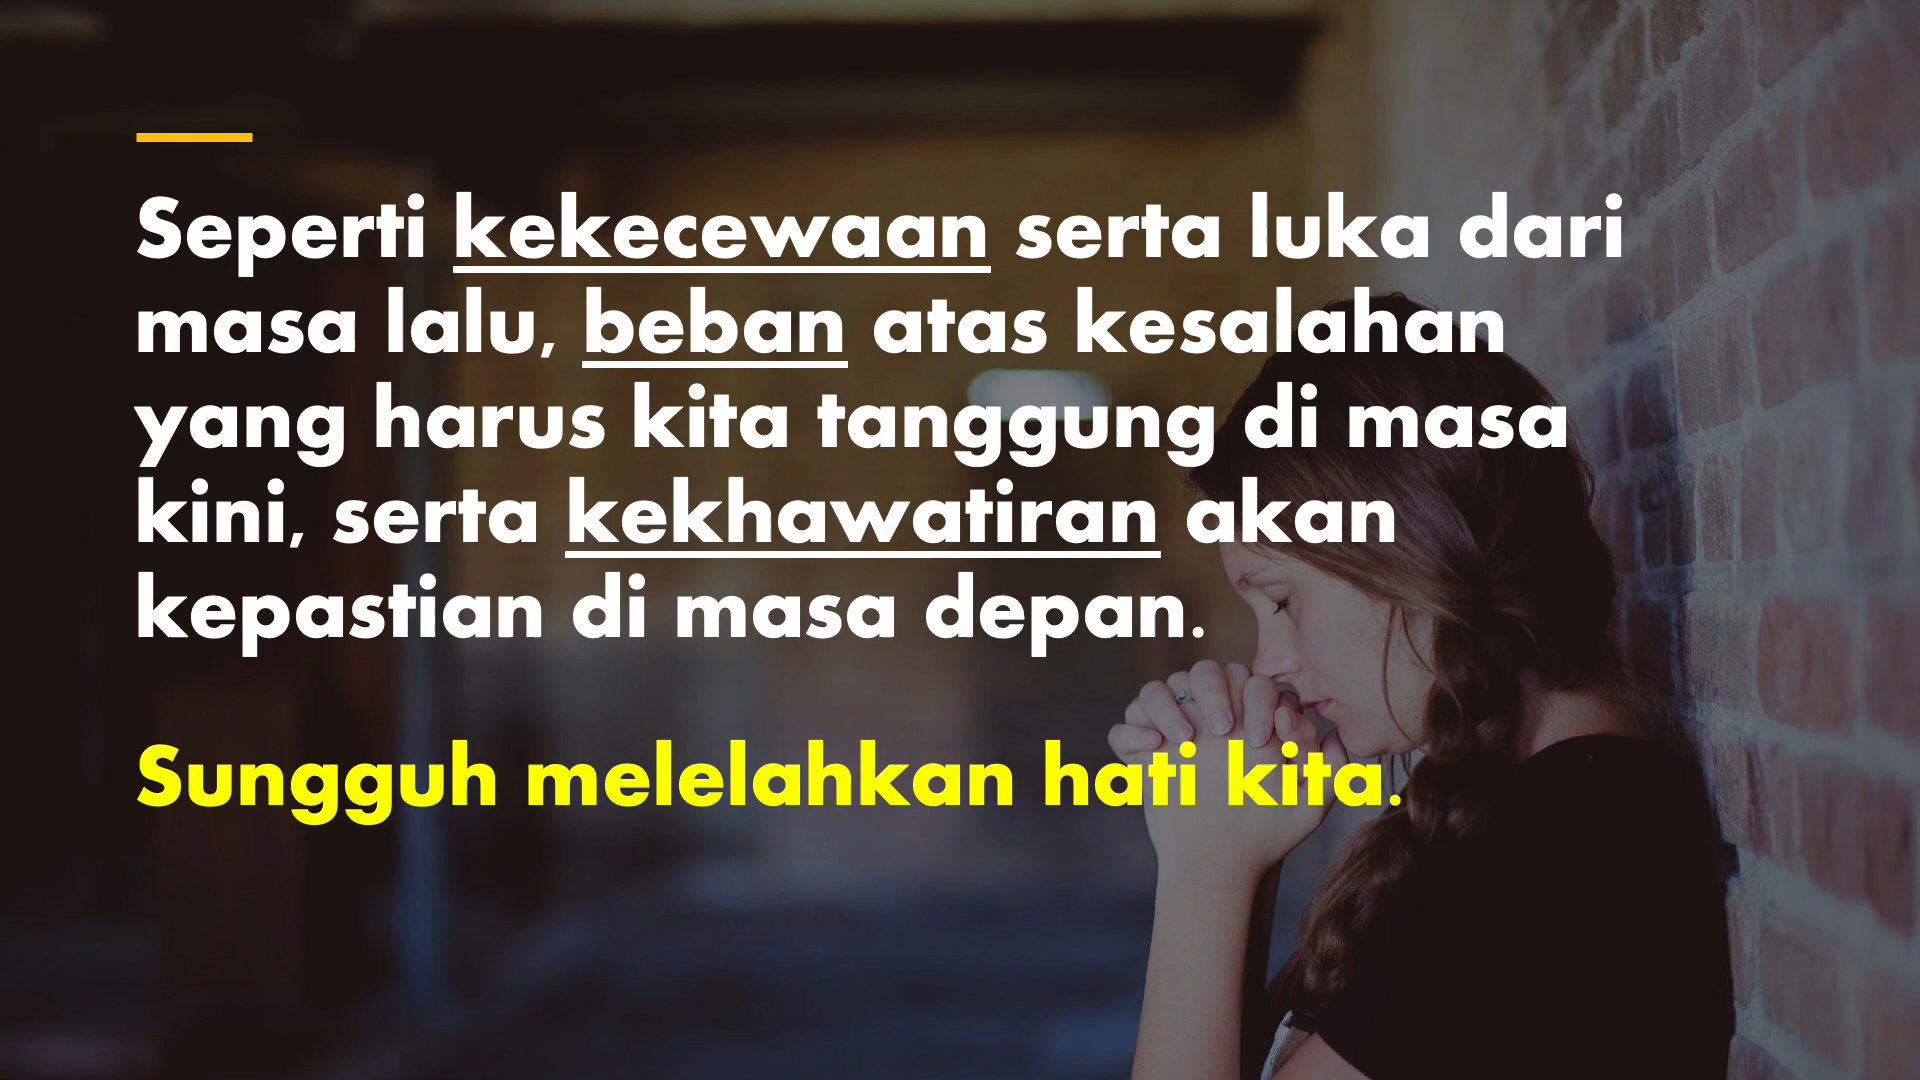 Seperti kekecewaan serta luka dari
masa lalu, beban atas kesalahan
yang harus kita tanggung di masa
kini, serta kekhawatiran akan
kepastian di masa depan.
Sungguh melelahkan hati kita.